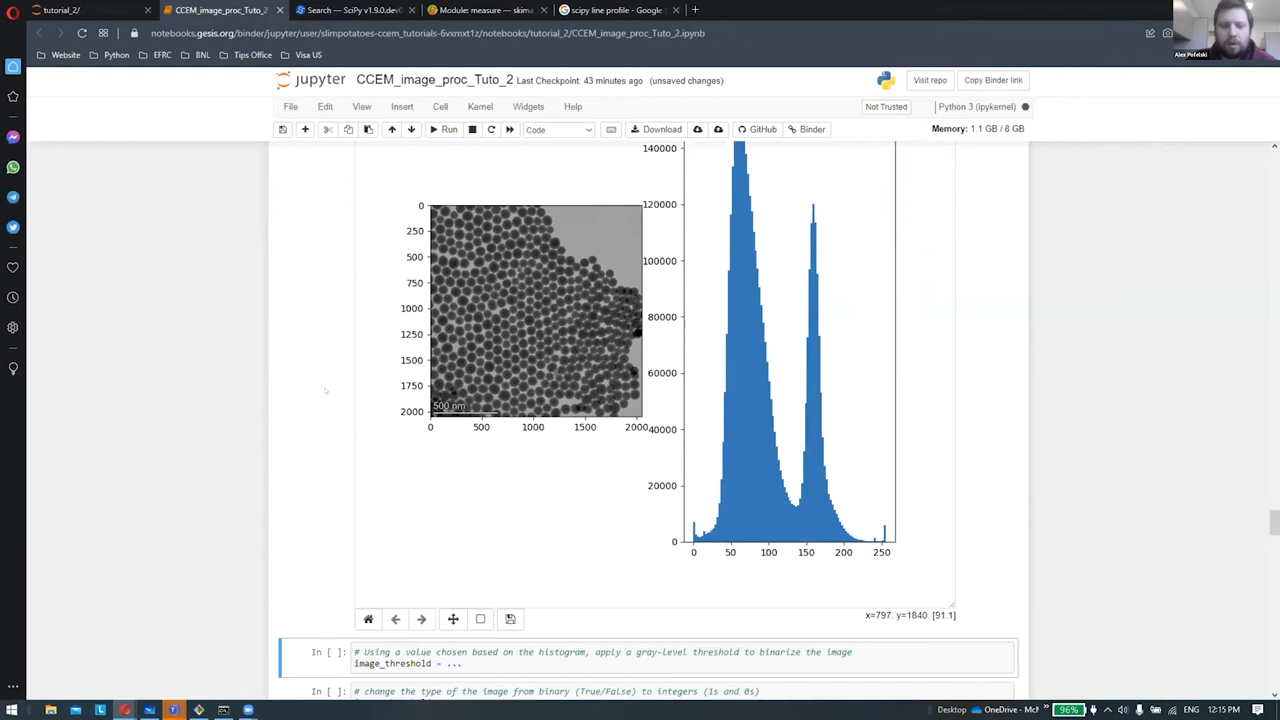 tutorial_2/
CCEM_image_proc_Tuto_2
Search — SciPy v1.9.0.dev0
Module: measure — skim
scipy line profile - Google
notebooks.gesis.org/binder/jupyter/user/slimpotatoes-ccem_tutorials-6vxmxt1z/notebooks/tutorial_2/CCEM_image_proc_Tuto_2.ipynb
Website
Python
EFRC
BNL
Tips Office
Visa US
Alex Pofelski
jupyter CCEM_image_proc_Tuto_2 Last Checkpoint: 43 minutes ago (unsaved changes)
Visit repo
Copy Binder link
File
Edit
View
Insert
Cell
Kernel
Widgets
Help
Not Trusted
Python 3 (ipykernel)
Run
Code
Download
GitHub
Binder
Memory: 1.1 GB / 8 GB
0
250
500
750
1000
1250
1500
1750
2000
500 nm
0
500
1000
1500
2000
140000
120000
100000
80000
60000
40000
20000
0
0
50
100
150
200
250
x=797. y=1840. [91.1]
In [ ]:
# Using a value chosen based on the histogram, apply a gray-level threshold to binarize the image
image_threshold = ...
In [ ]:
# change the type of the image from binary (True/False) to integers (1s and 0s)
Desktop
OneDrive - McM
96%
12:15 PM